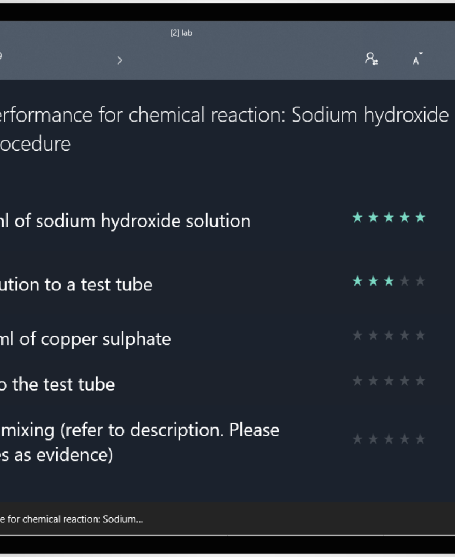 [2] lab
erformance for chemical reaction: Sodium hydroxide
ocedure
ml of sodium hydroxide solution
ution to a test tube
ml of copper sulphate
o the test tube
mixing (refer to description. Please
es as evidence)
e for chemical reaction: Sodium...